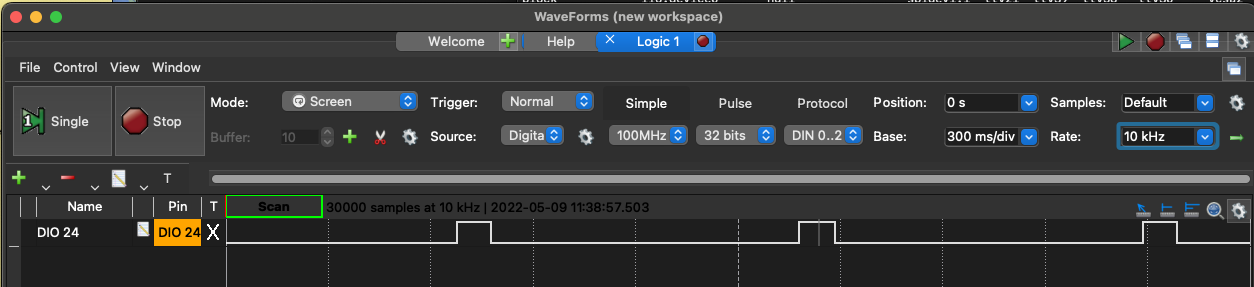 WaveForms (new workspace)
Welcome Help Logic 1
File Control View Window
1 Single Stop Mode: Screen Trigger: Normal Simple Pulse Protocol Position: 0 s Samples: Default
Buffer: 10 Source: Digita 100MHz 32 bits DIN 0..2 Base: 300 ms/div Rate: 10 kHz
T
Name Pin T Scan 30000 samples at 10 kHz | 2022-05-09 11:38:57.503
DIO 24 DIO 24 X